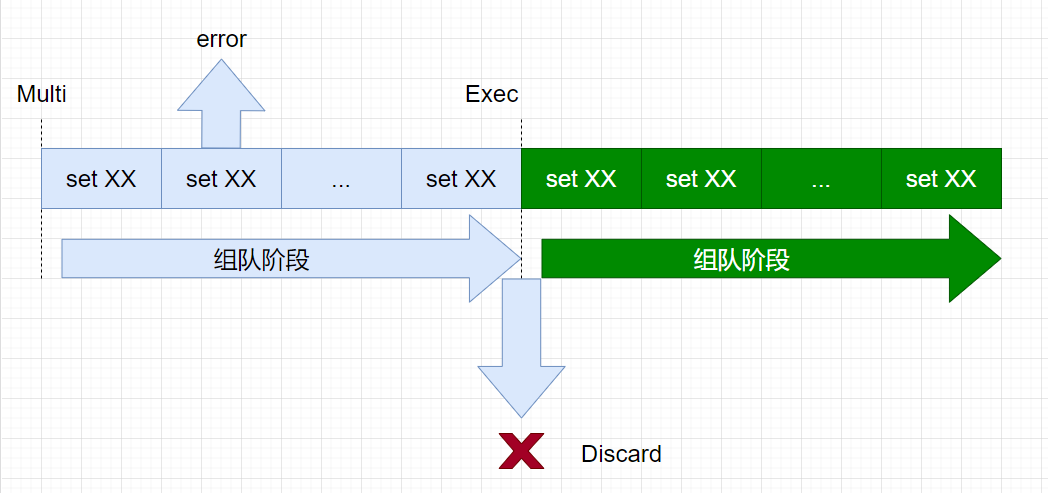 error
Multi
Exec
set XX
set XX
...
set XX
set XX
set XX
...
set XX
组队阶段
组队阶段
Discard